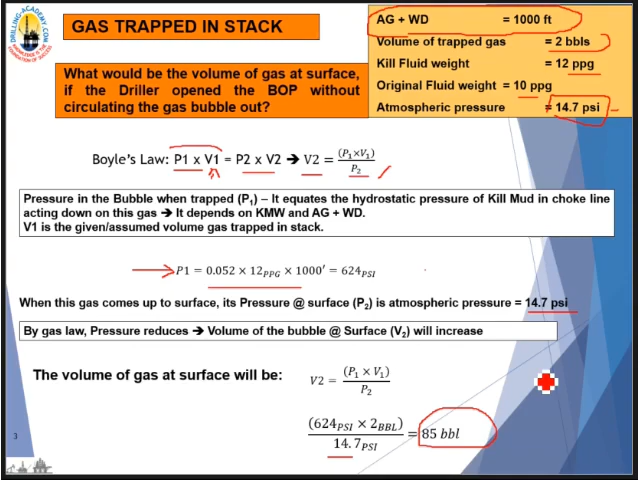 DRILLING-ACADEMY.COM
GAS TRAPPED IN STACK
AG + WD = 1000 ft
Volume of trapped gas = 2 bbls
Kill Fluid weight = 12 ppg
Original Fluid weight = 10 ppg
Atmospheric pressure = 14.7 psi
What would be the volume of gas at surface,
if the Driller opened the BOP without
circulating the gas bubble out?
Boyle's Law: P1 x V1 = P2 x V2 ➔ V2 = (P₁×V₁)/P₂
Pressure in the Bubble when trapped (P₁) – It equates the hydrostatic pressure of Kill Mud in choke line
acting down on this gas ➔ It depends on KMW and AG + WD.
V1 is the given/assumed volume gas trapped in stack.
P1 = 0.052 × 12PPG × 1000' = 624PSI
When this gas comes up to surface, its Pressure @ surface (P₂) is atmospheric pressure = 14.7 psi
By gas law, Pressure reduces ➔ Volume of the bubble @ Surface (V₂) will increase
The volume of gas at surface will be:
V2 = (P₁ × V₁)/P₂
(624PSI × 2BBL)/14.7PSI = 85 bbl
3